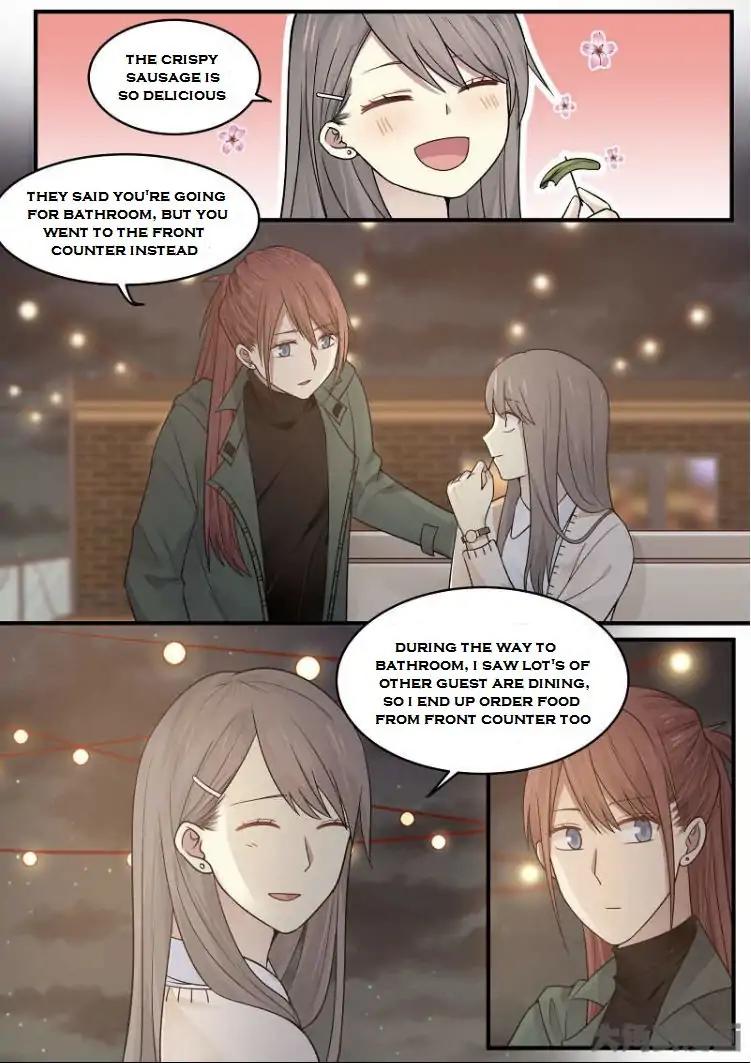 THE CRISPY
SAUSAGE IS
SO DELICIOUS
THEY SAID YOU'RE GOING
FOR BATHROOM, BUT YOU
WENT TO THE FRONT
COUNTER INSTEAD
DURING THE WAY TO
BATHROOM, I SAW LOT'S OF
OTHER GUEST ARE DINING,
SO I END UP ORDER FOOD
FROM FRONT COUNTER TOO